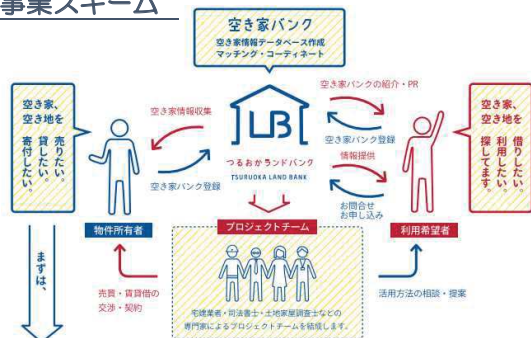 事業スキーム
空き家バンク
空き家情報データベース作成
マッチング・コーディネート
空き家、
空き地を
売りたい。
貸したい。
寄付したい。
空き家情報収集
空き家バンク登録
物件所有者
LB
つるおかランドバンク
TSURUOKA LAND BANK
空き家バンクの紹介・PR
空き家バンク登録
情報提供
お問合せ
お申し込み
空き家、
空き地を
借りたい。
利用したい。
探してます。
利用希望者
プロジェクトチーム
宅建業者・司法書士・土地家屋調査士などの
専門家によるプロジェクトチームを結成します。
売買・賃貸借の
交渉・契約
活用方法の相談・提案
まずは、